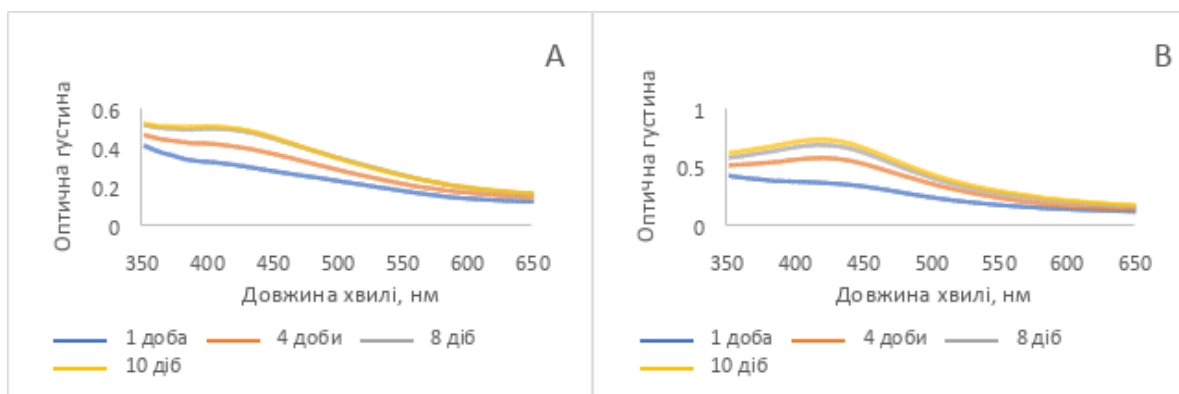 A
Оптична густина
0.6
0.4
0.2
0
350 400 450 500 550 600 650
Довжина хвилі, нм
1 доба 4 доби 8 діб
10 діб
B
Оптична густина
1
0.5
0
350 400 450 500 550 600 650
Довжина хвилі, нм
1 доба 4 доби 8 діб
10 діб